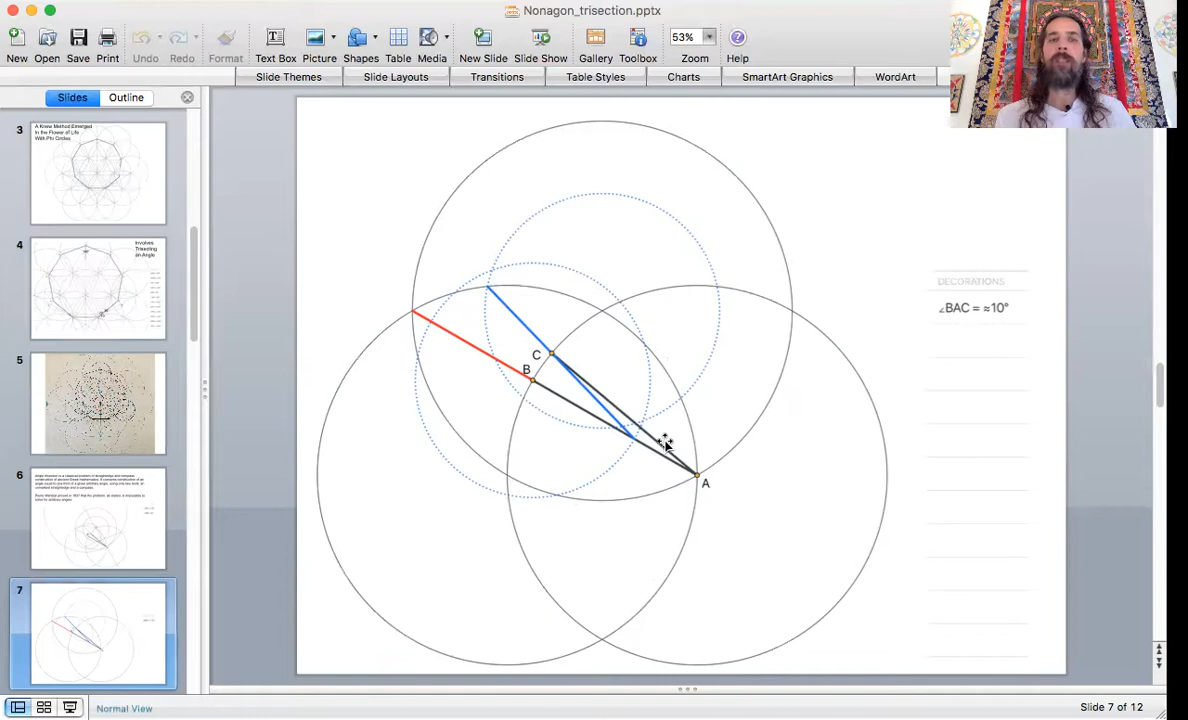 Nonagon_trisection.pptx
New Open Save Print Undo Redo Format Text Box Picture Shapes Table Media New Slide Slide Show Gallery Toolbox 53% Zoom Help
Slide Themes Slide Layouts Transitions Table Styles Charts SmartArt Graphics WordArt
Slides Outline
3
A Knew Method Emerged
In the Flower of Life
With Phi Circles
4
Involves
Trisecting
an Angle
5
6
7
C
B
A
DECORATIONS
∠BAC = ≈10°
Normal View
Slide 7 of 12